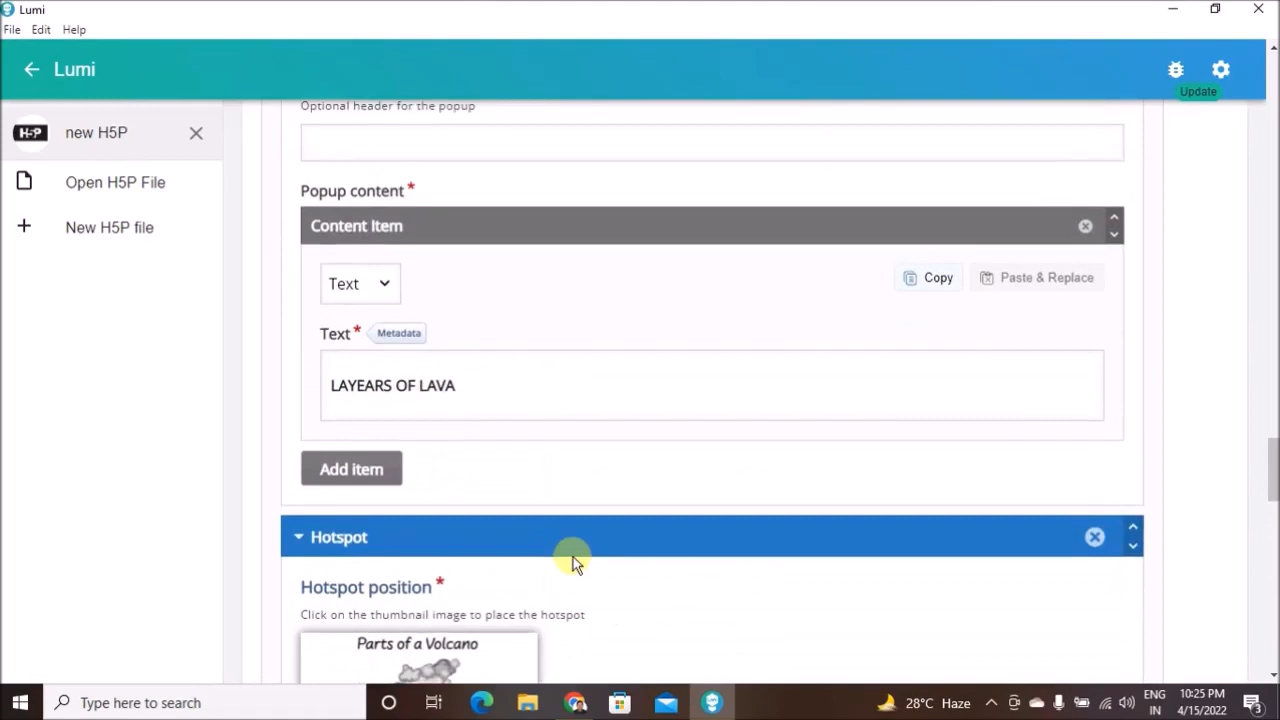 Lumi
File Edit Help
Lumi
Update
new H5P
Open H5P File
New H5P file
Optional header for the popup
Popup content *
Content Item
Text
Copy
Paste & Replace
Text * Metadata
LAYEARS OF LAVA
Add item
Hotspot
Hotspot position *
Click on the thumbnail image to place the hotspot
Parts of a Volcano
Type here to search
28°C Haze
ENG
IN
10:25 PM
4/15/2022
3